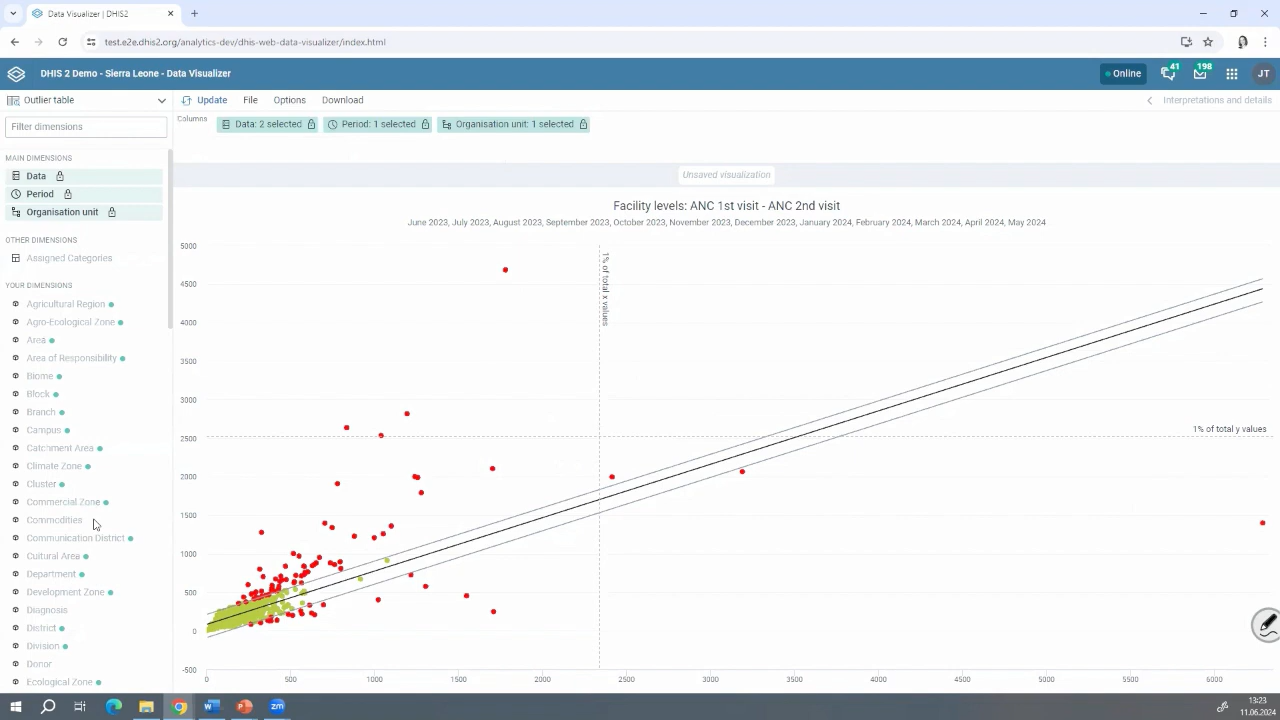 Data Visualizer | DHIS2
test.e2e.dhis2.org/analytics-dev/dhis-web-data-visualizer/index.html
DHIS 2 Demo - Sierra Leone - Data Visualizer
Online
41
198
JT
Outlier table
Update
File
Options
Download
Interpretations and details
Filter dimensions
Columns
Data: 2 selected
Period: 1 selected
Organisation unit: 1 selected
MAIN DIMENSIONS
Data
Period
Organisation unit
OTHER DIMENSIONS
Assigned Categories
YOUR DIMENSIONS
Agricultural Region
Agro-Ecological Zone
Area
Area of Responsibility
Biome
Block
Branch
Campus
Catchment Area
Climate Zone
Cluster
Commercial Zone
Commodities
Communication District
Cultural Area
Department
Development Zone
Diagnosis
District
Division
Donor
Ecological Zone
Unsaved visualization
Facility levels: ANC 1st visit - ANC 2nd visit
June 2023, July 2023, August 2023, September 2023, October 2023, November 2023, December 2023, January 2024, February 2024, March 2024, April 2024, May 2024
5000
4500
4000
3500
3000
2500
2000
1500
1000
500
0
-500
1% of total x values
1% of total y values
0
500
1000
1500
2000
2500
3000
3500
4000
4500
5000
5500
6000
W
P
zm
13:23
11.06.2024